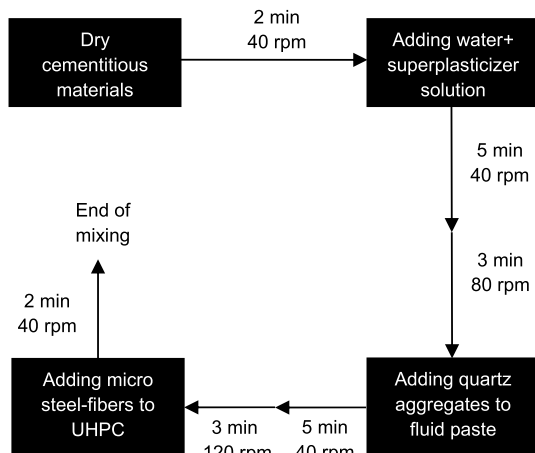 Dry
cementitious
materials
2 min
40 rpm
Adding water+
superplasticizer
solution
5 min
40 rpm
3 min
80 rpm
Adding quartz
aggregates to
fluid paste
5 min
40 rpm
3 min
120 rpm
Adding micro
steel-fibers to
UHPC
2 min
40 rpm
End of
mixing